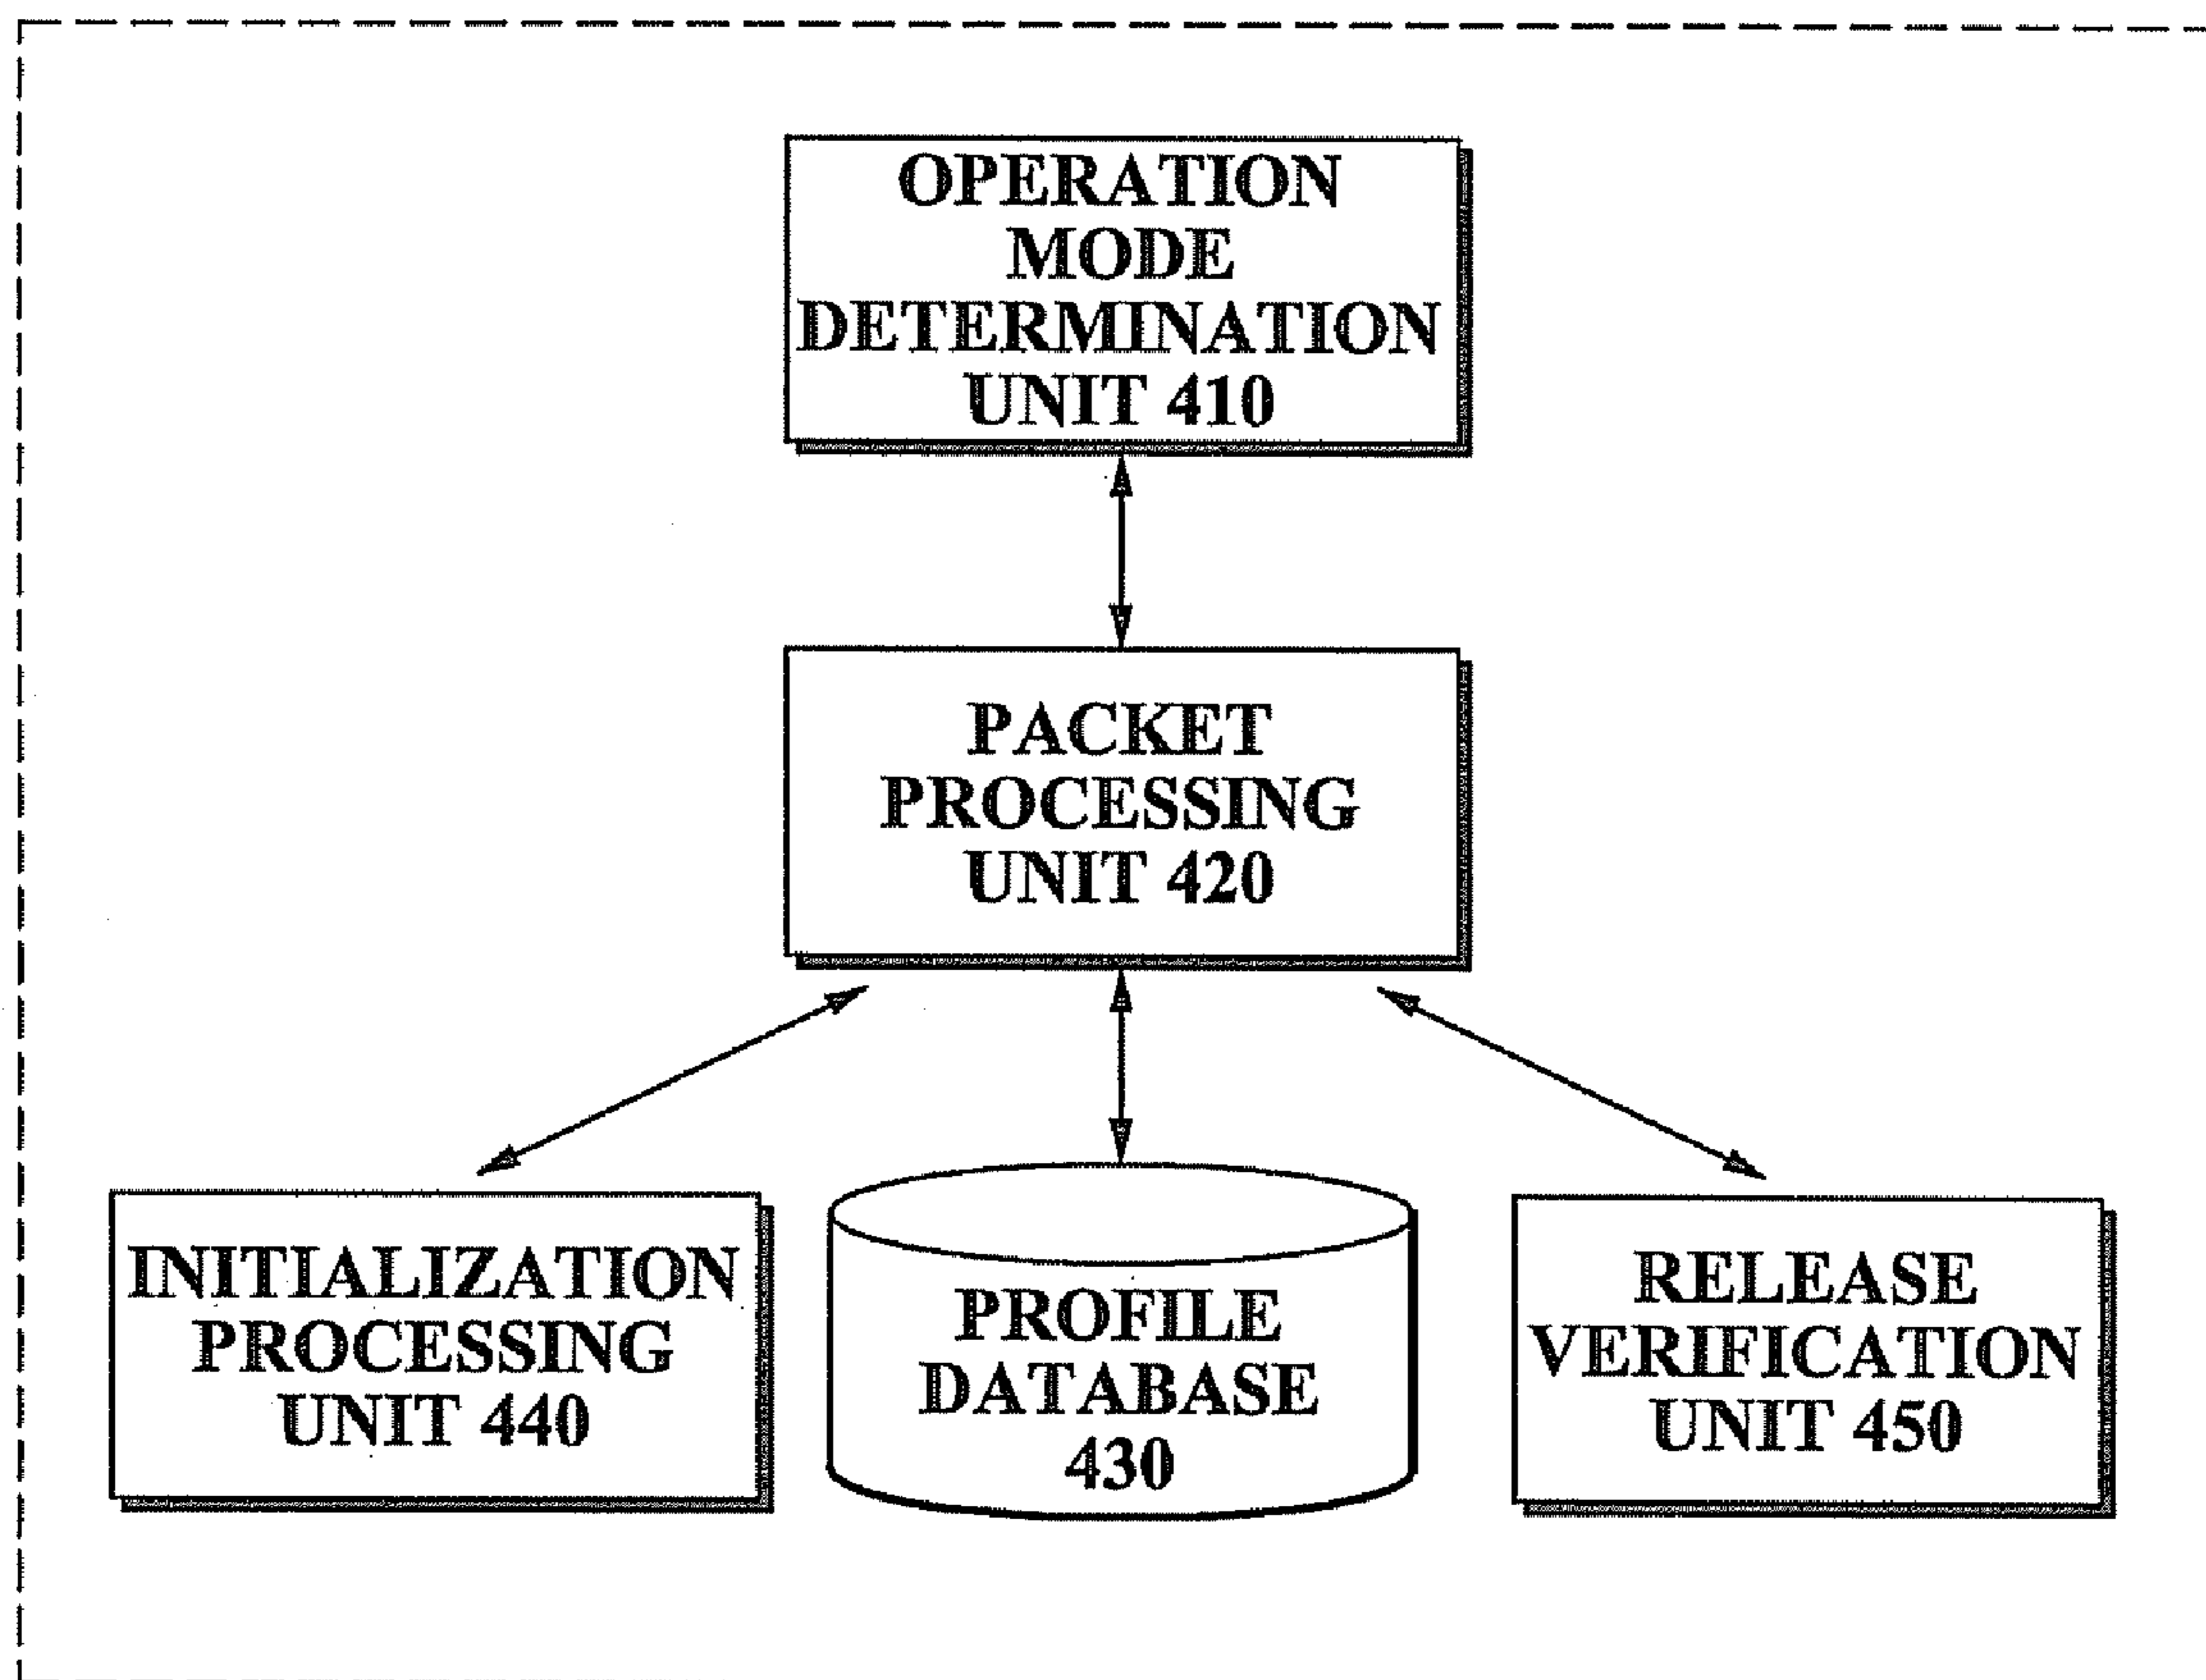 OPERATION
MODE
DETERMINATION
UNIT 410
PACKET
PROCESSING
UNIT 420
INITIALIZATION
PROCESSING
UNIT 440
PROFILE
DATABASE
430
RELEASE
VERIFICATION
UNIT 450